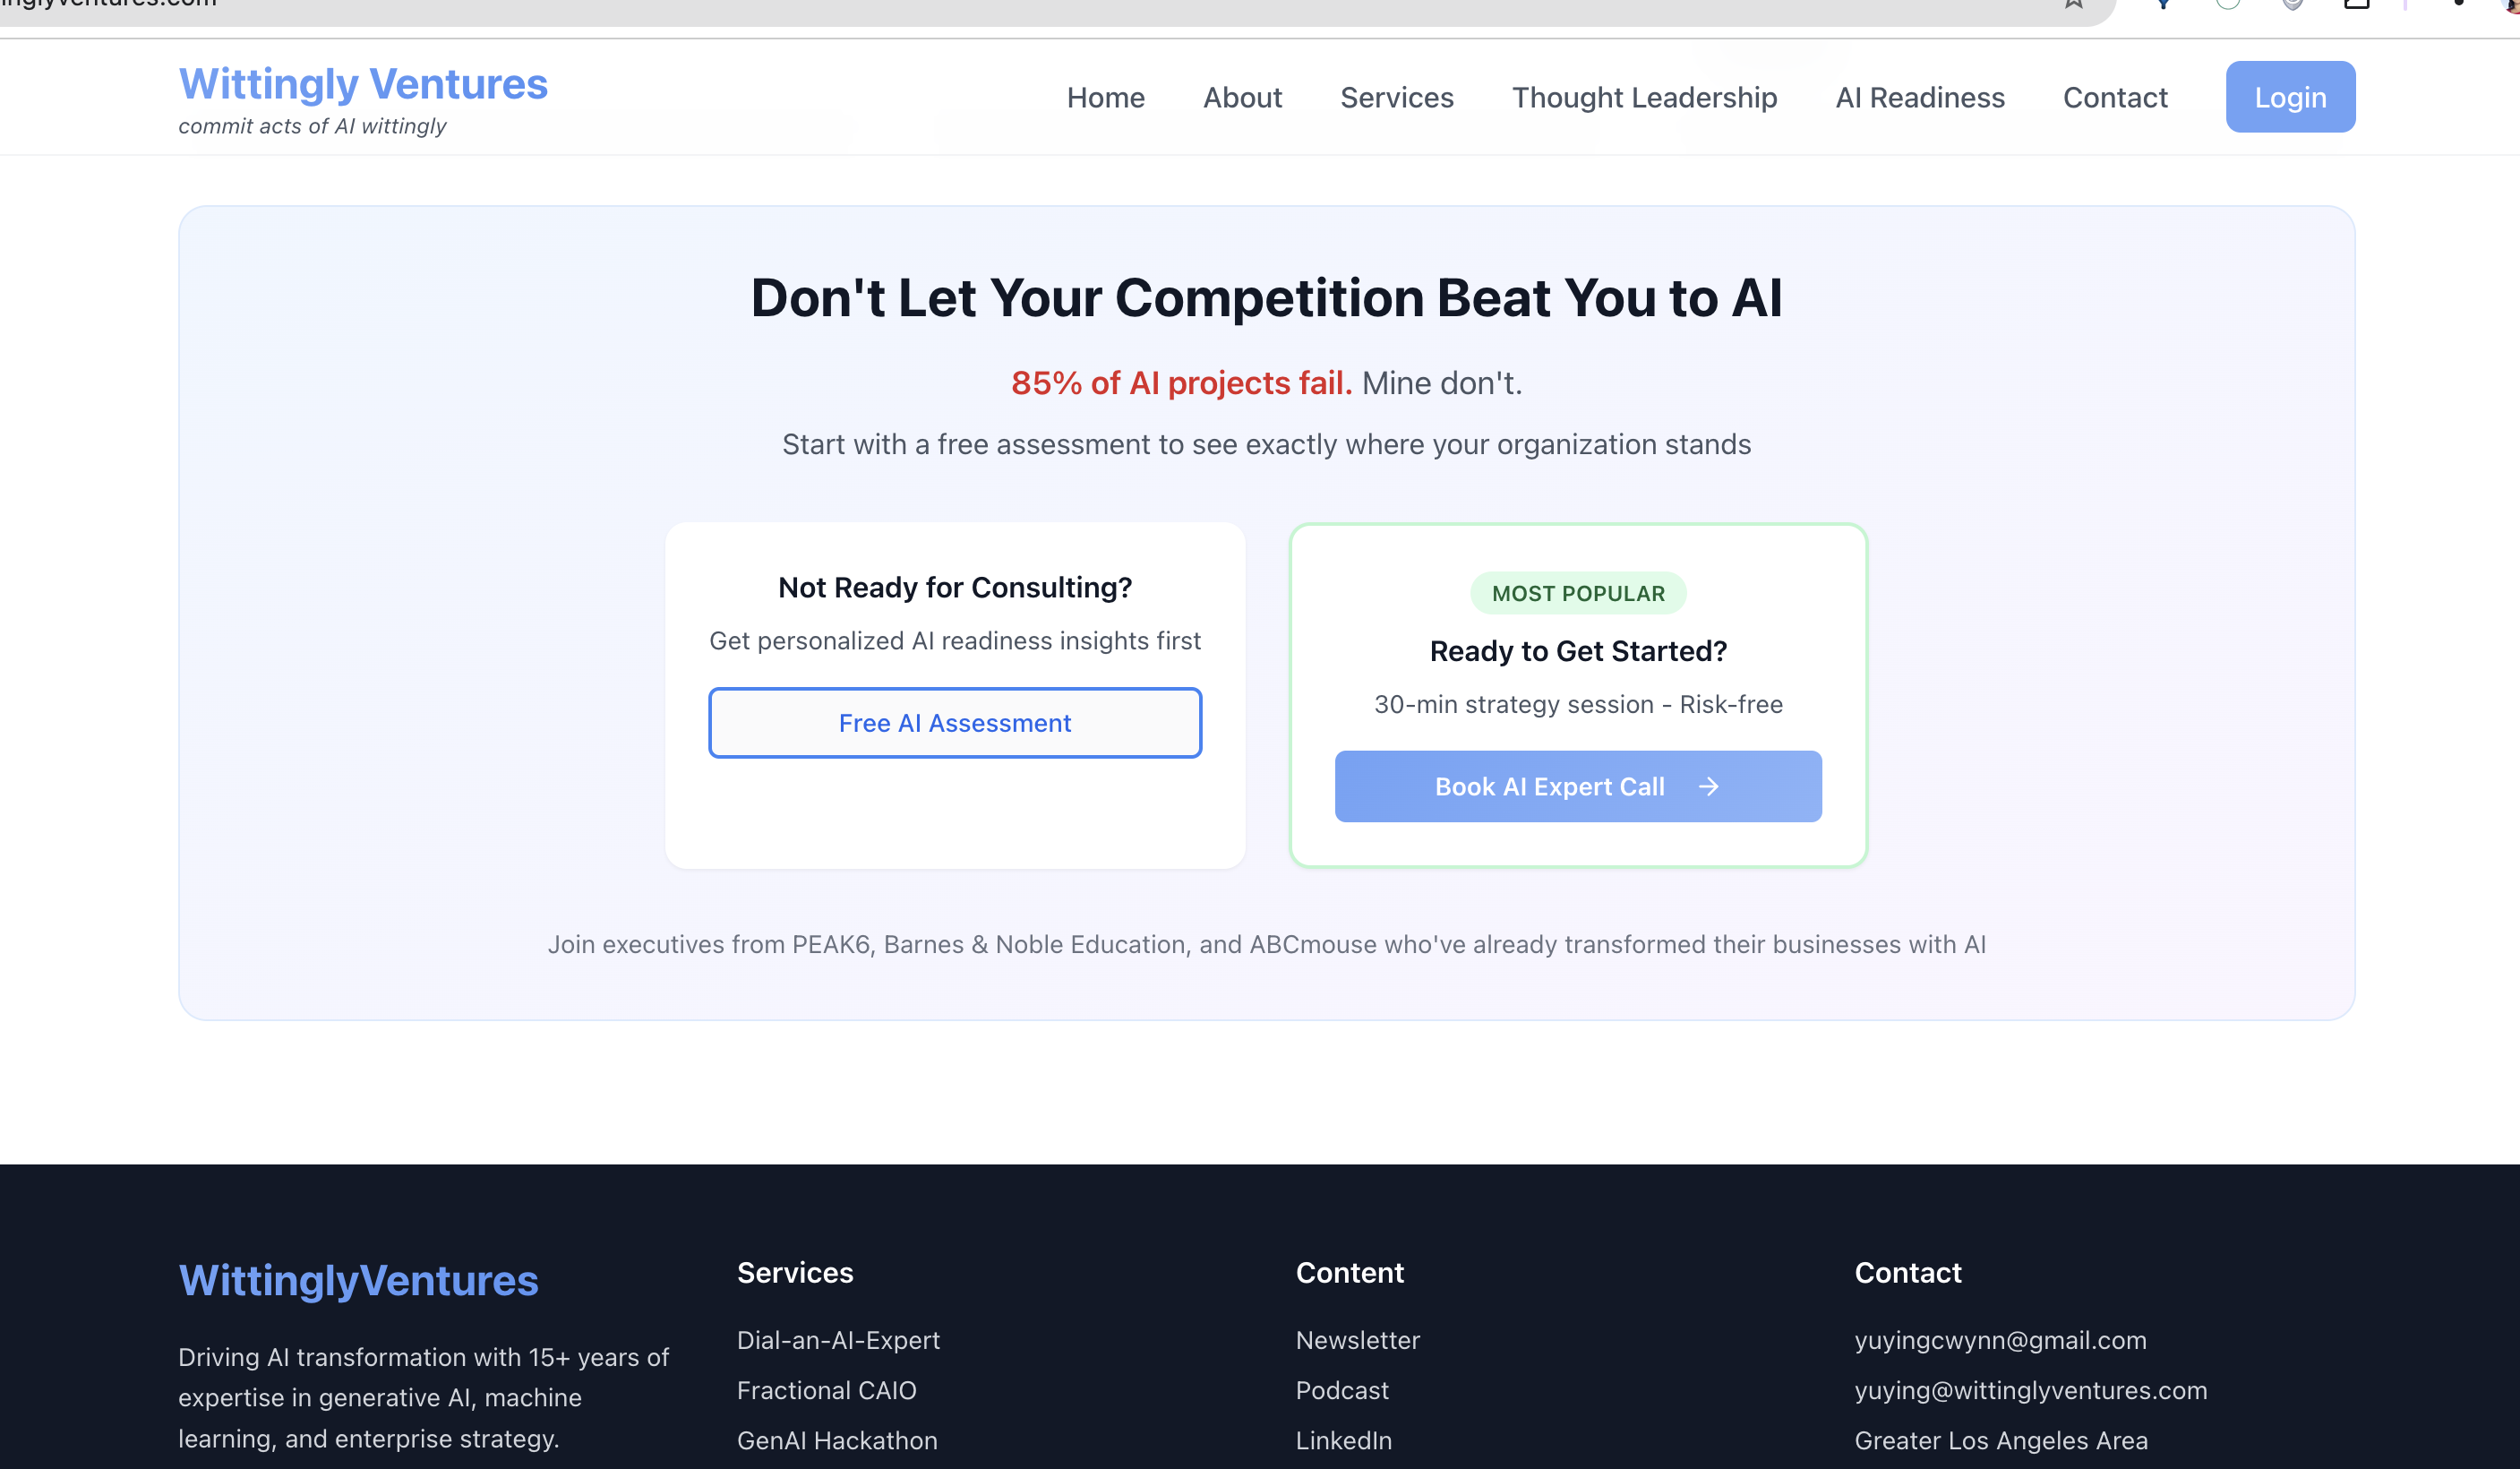 inglyventures.com
Wittingly Ventures
commit acts of AI wittingly
Home
About
Services
Thought Leadership
AI Readiness
Contact
Login
Don't Let Your Competition Beat You to AI
85% of AI projects fail. Mine don't.
Start with a free assessment to see exactly where your organization stands
Not Ready for Consulting?
Get personalized AI readiness insights first
Free AI Assessment
MOST POPULAR
Ready to Get Started?
30-min strategy session - Risk-free
Book AI Expert Call →
Join executives from PEAK6, Barnes & Noble Education, and ABCmouse who've already transformed their businesses with AI
WittinglyVentures
Driving AI transformation with 15+ years of
expertise in generative AI, machine
learning, and enterprise strategy.
Services
Dial-an-AI-Expert
Fractional CAIO
GenAI Hackathon
Content
Newsletter
Podcast
LinkedIn
Contact
yuyingcwynn@gmail.com
yuying@wittinglyventures.com
Greater Los Angeles Area